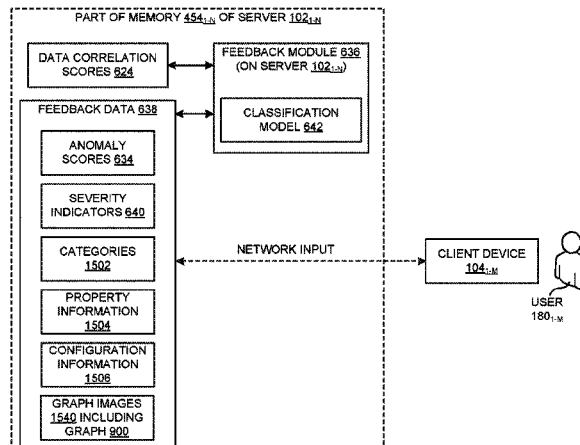 PART OF MEMORY 454₁₋ₙ OF SERVER 102₁₋ₙ
DATA CORRELATION
SCORES 624
FEEDBACK MODULE 636
(ON SERVER 102₁₋ₙ)
CLASSIFICATION
MODEL 642
FEEDBACK DATA 638
ANOMALY
SCORES 634
SEVERITY
INDICATORS 640
CATEGORIES
1502
PROPERTY
INFORMATION
1504
CONFIGURATION
INFORMATION
1506
GRAPH IMAGES
1540 INCLUDING
GRAPH 900
NETWORK INPUT
CLIENT DEVICE
104₁₋M
USER
180₁₋M